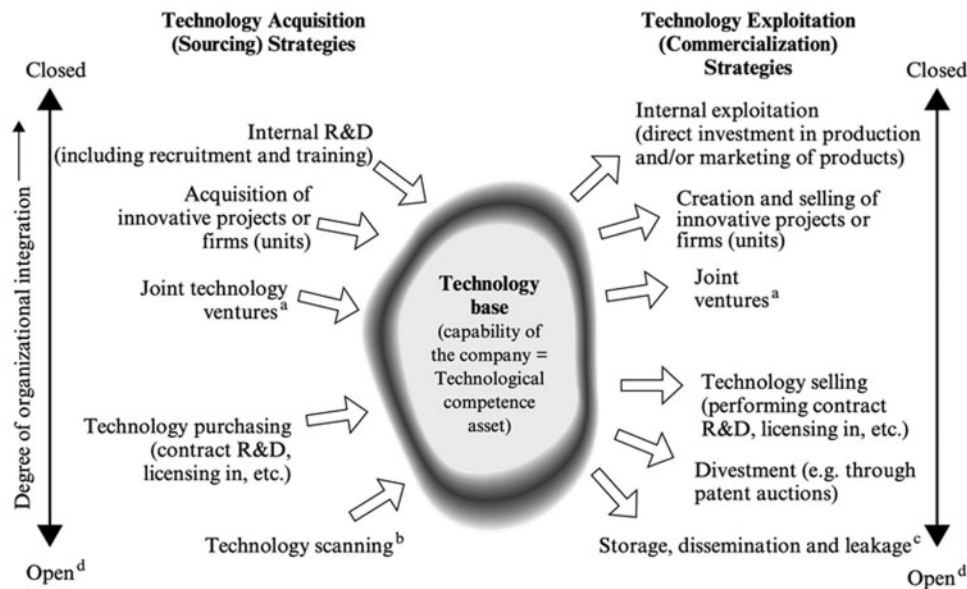 Technology Acquisition
(Sourcing) Strategies
Technology Exploitation
(Commercialization)
Strategies
Closed
Closed
Degree of organizational integration
Internal R&D
(including recruitment and training)
Acquisition of
innovative projects or
firms (units)
Joint technology
ventures a
Technology purchasing
(contract R&D,
licensing in, etc.)
Technology scanning b
Technology
base
(capability of
the company =
Technological
competence
asset)
Internal exploitation
(direct investment in production
and/or marketing of products)
Creation and selling of
innovative projects or
firms (units)
Joint
ventures a
Technology selling
(performing contract
R&D, licensing in, etc.)
Divestment (e.g. through
patent auctions)
Storage, dissemination and leakage c
Open d
Open d